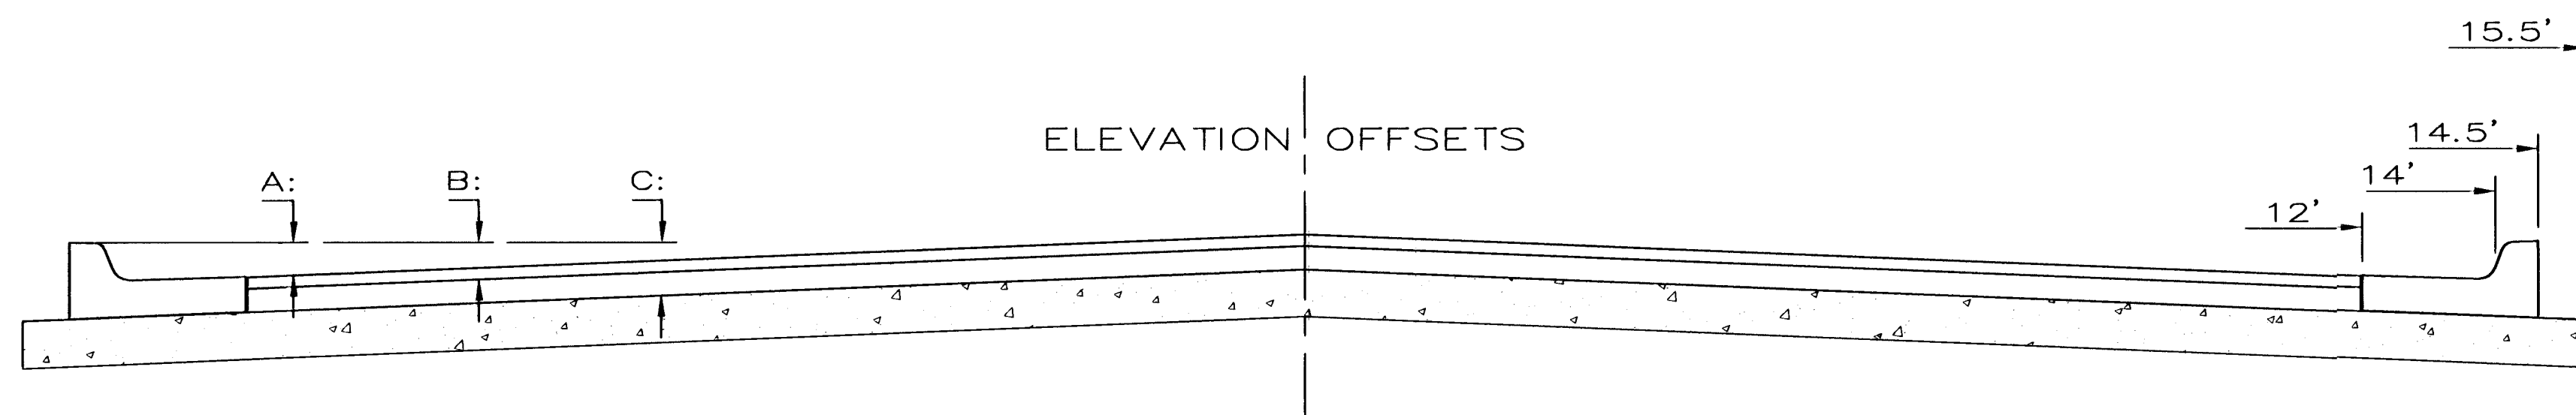 15.5'
ELEVATION OFFSETS
14.5'
A: B: C:
14'
12'